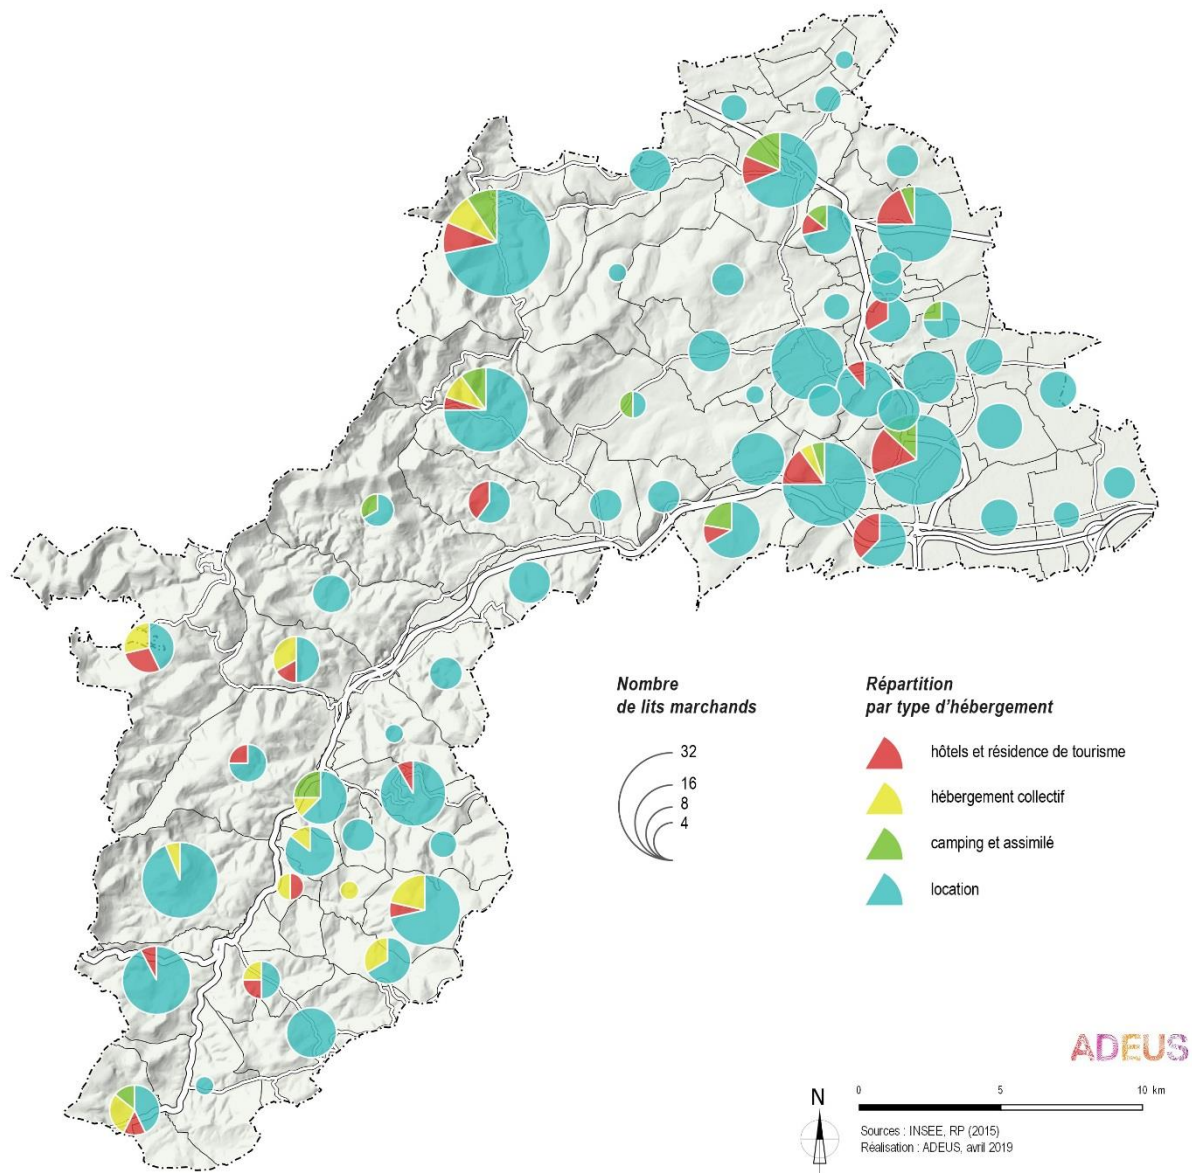 Nombre
de lits marchands
32
16
8
4
Répartition
par type d'hébergement
hôtels et résidence de tourisme
hébergement collectif
camping et assimilé
location
ADEUS
N
0 5 10 km
Sources : INSEE, RP (2015)
Réalisation : ADEUS, avril 2019